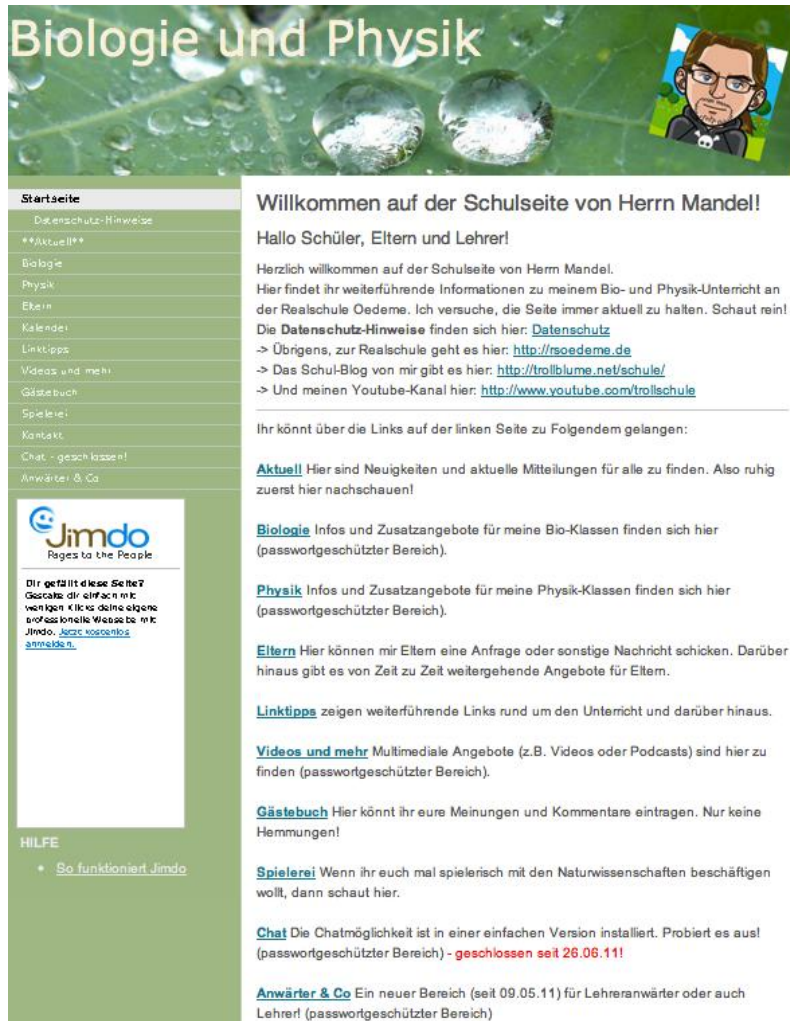 Biologie und Physik
Startseite
Datenschutz-Hinweise
**Aktuell**
Biologie
Physik
Eltern
Kalender
Linktipps
Videos und mehr
Gästebuch
Spielerei
Kontakt
Chat - geschlossen!
Anwärter & Co
Jimdo
Pages to the People
Dir gefällt diese Seite?
Gestalte dir einfach mit
wenigen Klicks deine eigene
professionelle Webseite mit
Jimdo. Jetzt kostenlos
anmelden.
HILFE
• So funktioniert Jimdo
Willkommen auf der Schulseite von Herrn Mandel!
Hallo Schüler, Eltern und Lehrer!
Herzlich willkommen auf der Schulseite von Herrn Mandel.
Hier findet ihr weiterführende Informationen zu meinem Bio- und Physik-Unterricht an
der Realschule Oedeme. Ich versuche, die Seite immer aktuell zu halten. Schaut rein!
Die Datenschutz-Hinweise finden sich hier: Datenschutz
-> Übrigens, zur Realschule geht es hier: http://rsoedeme.de
-> Das Schul-Blog von mir gibt es hier: http://trollblume.net/schule/
-> Und meinen Youtube-Kanal hier: http://www.youtube.com/trollschule
Ihr könnt über die Links auf der linken Seite zu Folgendem gelangen:
Aktuell Hier sind Neuigkeiten und aktuelle Mitteilungen für alle zu finden. Also ruhig
zuerst hier nachschauen!
Biologie Infos und Zusatzangebote für meine Bio-Klassen finden sich hier
(passwortgeschützter Bereich).
Physik Infos und Zusatzangebote für meine Physik-Klassen finden sich hier
(passwortgeschützter Bereich).
Eltern Hier können mir Eltern eine Anfrage oder sonstige Nachricht schicken. Darüber
hinaus gibt es von Zeit zu Zeit weitergehende Angebote für Eltern.
Linktipps zeigen weiterführende Links rund um den Unterricht und darüber hinaus.
Videos und mehr Multimediale Angebote (z.B. Videos oder Podcasts) sind hier zu
finden (passwortgeschützter Bereich).
Gästebuch Hier könnt ihr eure Meinungen und Kommentare eintragen. Nur keine
Hemmungen!
Spielerei Wenn ihr euch mal spielerisch mit den Naturwissenschaften beschäftigen
wollt, dann schaut hier.
Chat Die Chatmöglichkeit ist in einer einfachen Version installiert. Probiert es aus!
(passwortgeschützter Bereich) - geschlossen seit 26.06.11!
Anwärter & Co Ein neuer Bereich (seit 09.05.11) für Lehreranwärter oder auch
Lehrer! (passwortgeschützter Bereich)